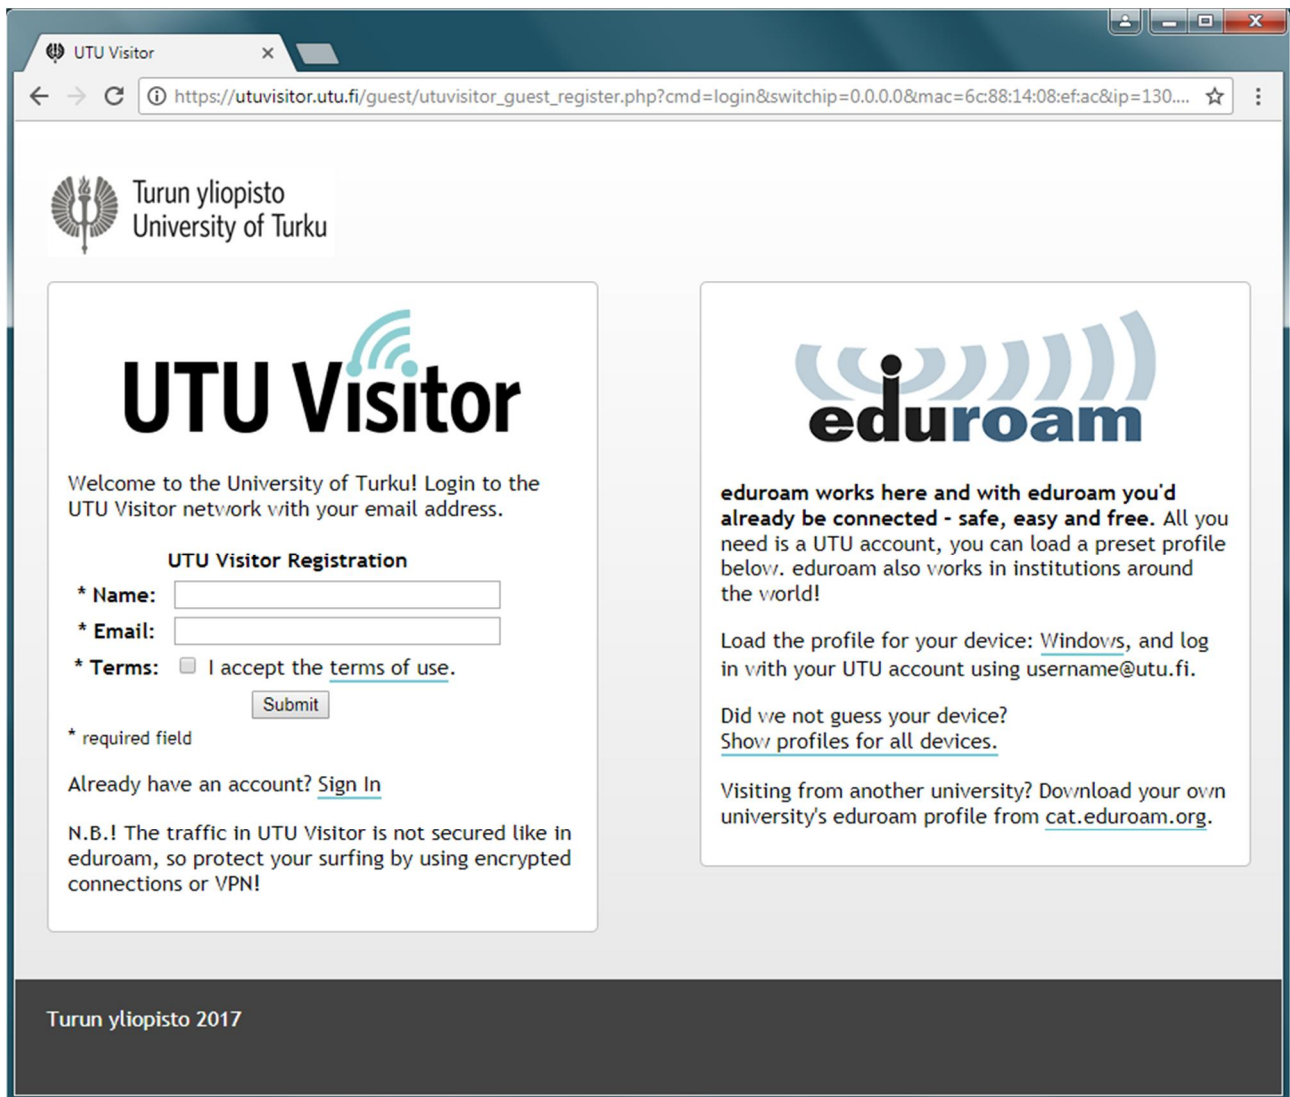 UTU Visitor
https://utuvisitor.utu.fi/guest/utuvisitor_guest_register.php?cmd=login&switchip=0.0.0.0&mac=6c:88:14:08:ef:ac&ip=130....
Turun yliopisto
University of Turku
UTU Visitor
Welcome to the University of Turku! Login to the
UTU Visitor network with your email address.
UTU Visitor Registration
* Name:
* Email:
* Terms: I accept the terms of use.
Submit
* required field
Already have an account? Sign In
N.B.! The traffic in UTU Visitor is not secured like in
eduroam, so protect your surfing by using encrypted
connections or VPN!
eduroam
eduroam works here and with eduroam you'd
already be connected - safe, easy and free. All you
need is a UTU account, you can load a preset profile
below. eduroam also works in institutions around
the world!
Load the profile for your device: Windows, and log
in with your UTU account using username@utu.fi.
Did we not guess your device?
Show profiles for all devices.
Visiting from another university? Download your own
university's eduroam profile from cat.eduroam.org.
Turun yliopisto 2017